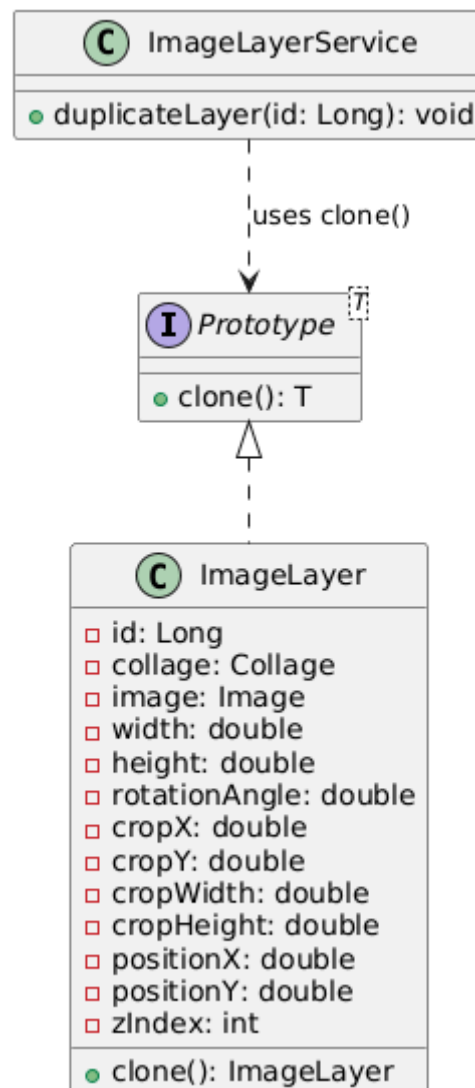 C ImageLayerService
duplicateLayer(id: Long): void
uses clone()
T
I Prototype
clone(): T
C ImageLayer
id: Long
collage: Collage
image: Image
width: double
height: double
rotationAngle: double
cropX: double
cropY: double
cropWidth: double
cropHeight: double
positionX: double
positionY: double
zIndex: int
clone(): ImageLayer